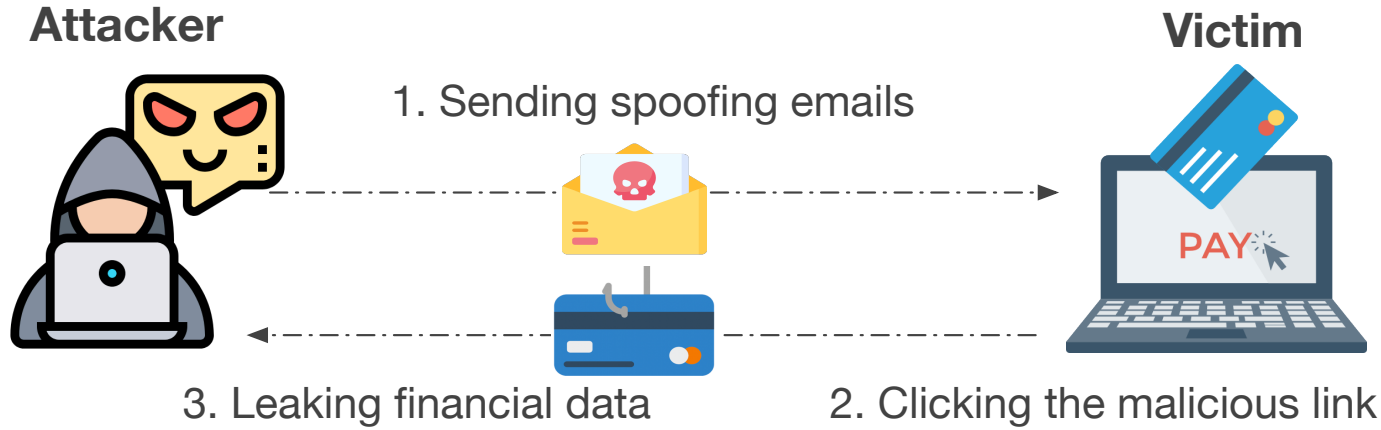 Attacker
Victim
1. Sending spoofing emails
PAY
3. Leaking financial data
2. Clicking the malicious link